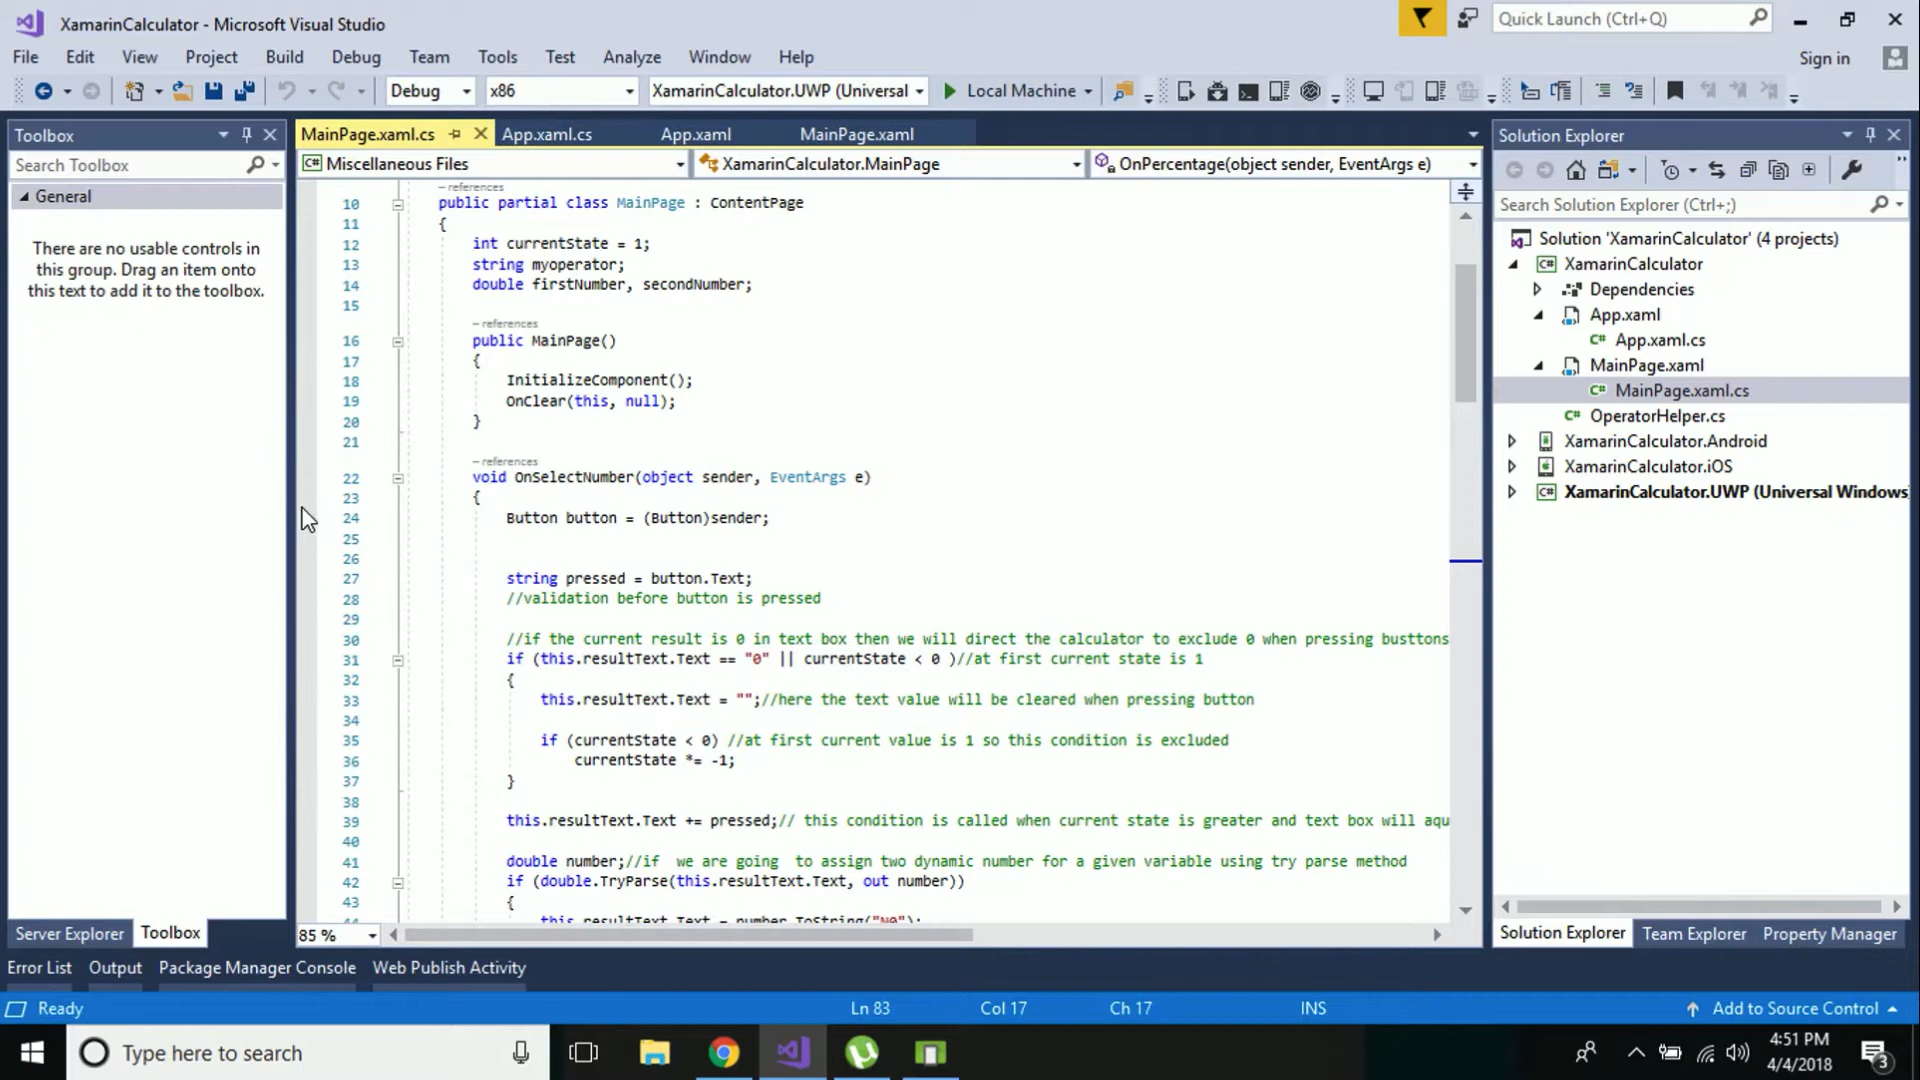 XamarinCalculator - Microsoft Visual Studio
Quick Launch (Ctrl+Q)
File Edit View Project Build Debug Team Tools Test Analyze Window Help
Sign in
Debug x86 XamarinCalculator.UWP (Universal Local Machine
Toolbox
MainPage.xaml.cs App.xaml.cs App.xaml MainPage.xaml
Solution Explorer
Search Toolbox
C# Miscellaneous Files XamarinCalculator.MainPage OnPercentage(object sender, EventArgs e)
General
There are no usable controls in
this group. Drag an item onto
this text to add it to the toolbox.
– references
10 public partial class MainPage : ContentPage
11 {
12 int currentState = 1;
13 string myoperator;
14 double firstNumber, secondNumber;
15
– references
16 public MainPage()
17 {
18 InitializeComponent();
19 OnClear(this, null);
20 }
21
– references
22 void OnSelectNumber(object sender, EventArgs e)
23 {
24 Button button = (Button)sender;
25
26
27 string pressed = button.Text;
28 //validation before button is pressed
29
30 //if the current result is 0 in text box then we will direct the calculator to exclude 0 when pressing busttons
31 if (this.resultText.Text == "0" || currentState < 0 )//at first current state is 1
32 {
33 this.resultText.Text = "";//here the text value will be cleared when pressing button
34
35 if (currentState < 0) //at first current value is 1 so this condition is excluded
36 currentState *= -1;
37 }
38
39 this.resultText.Text += pressed;// this condition is called when current state is greater and text box will aqu
40
41 double number;//if we are going to assign two dynamic number for a given variable using try parse method
42 if (double.TryParse(this.resultText.Text, out number))
43 {
44 this.resultText.Text = number.ToString("N0");
Search Solution Explorer (Ctrl+;)
Solution 'XamarinCalculator' (4 projects)
C# XamarinCalculator
Dependencies
App.xaml
C# App.xaml.cs
MainPage.xaml
C# MainPage.xaml.cs
C# OperatorHelper.cs
XamarinCalculator.Android
XamarinCalculator.iOS
C# XamarinCalculator.UWP (Universal Windows)
Server Explorer Toolbox
85 %
Solution Explorer Team Explorer Property Manager
Error List Output Package Manager Console Web Publish Activity
Ready Ln 83 Col 17 Ch 17 INS Add to Source Control
Type here to search
4:51 PM
4/4/2018
3